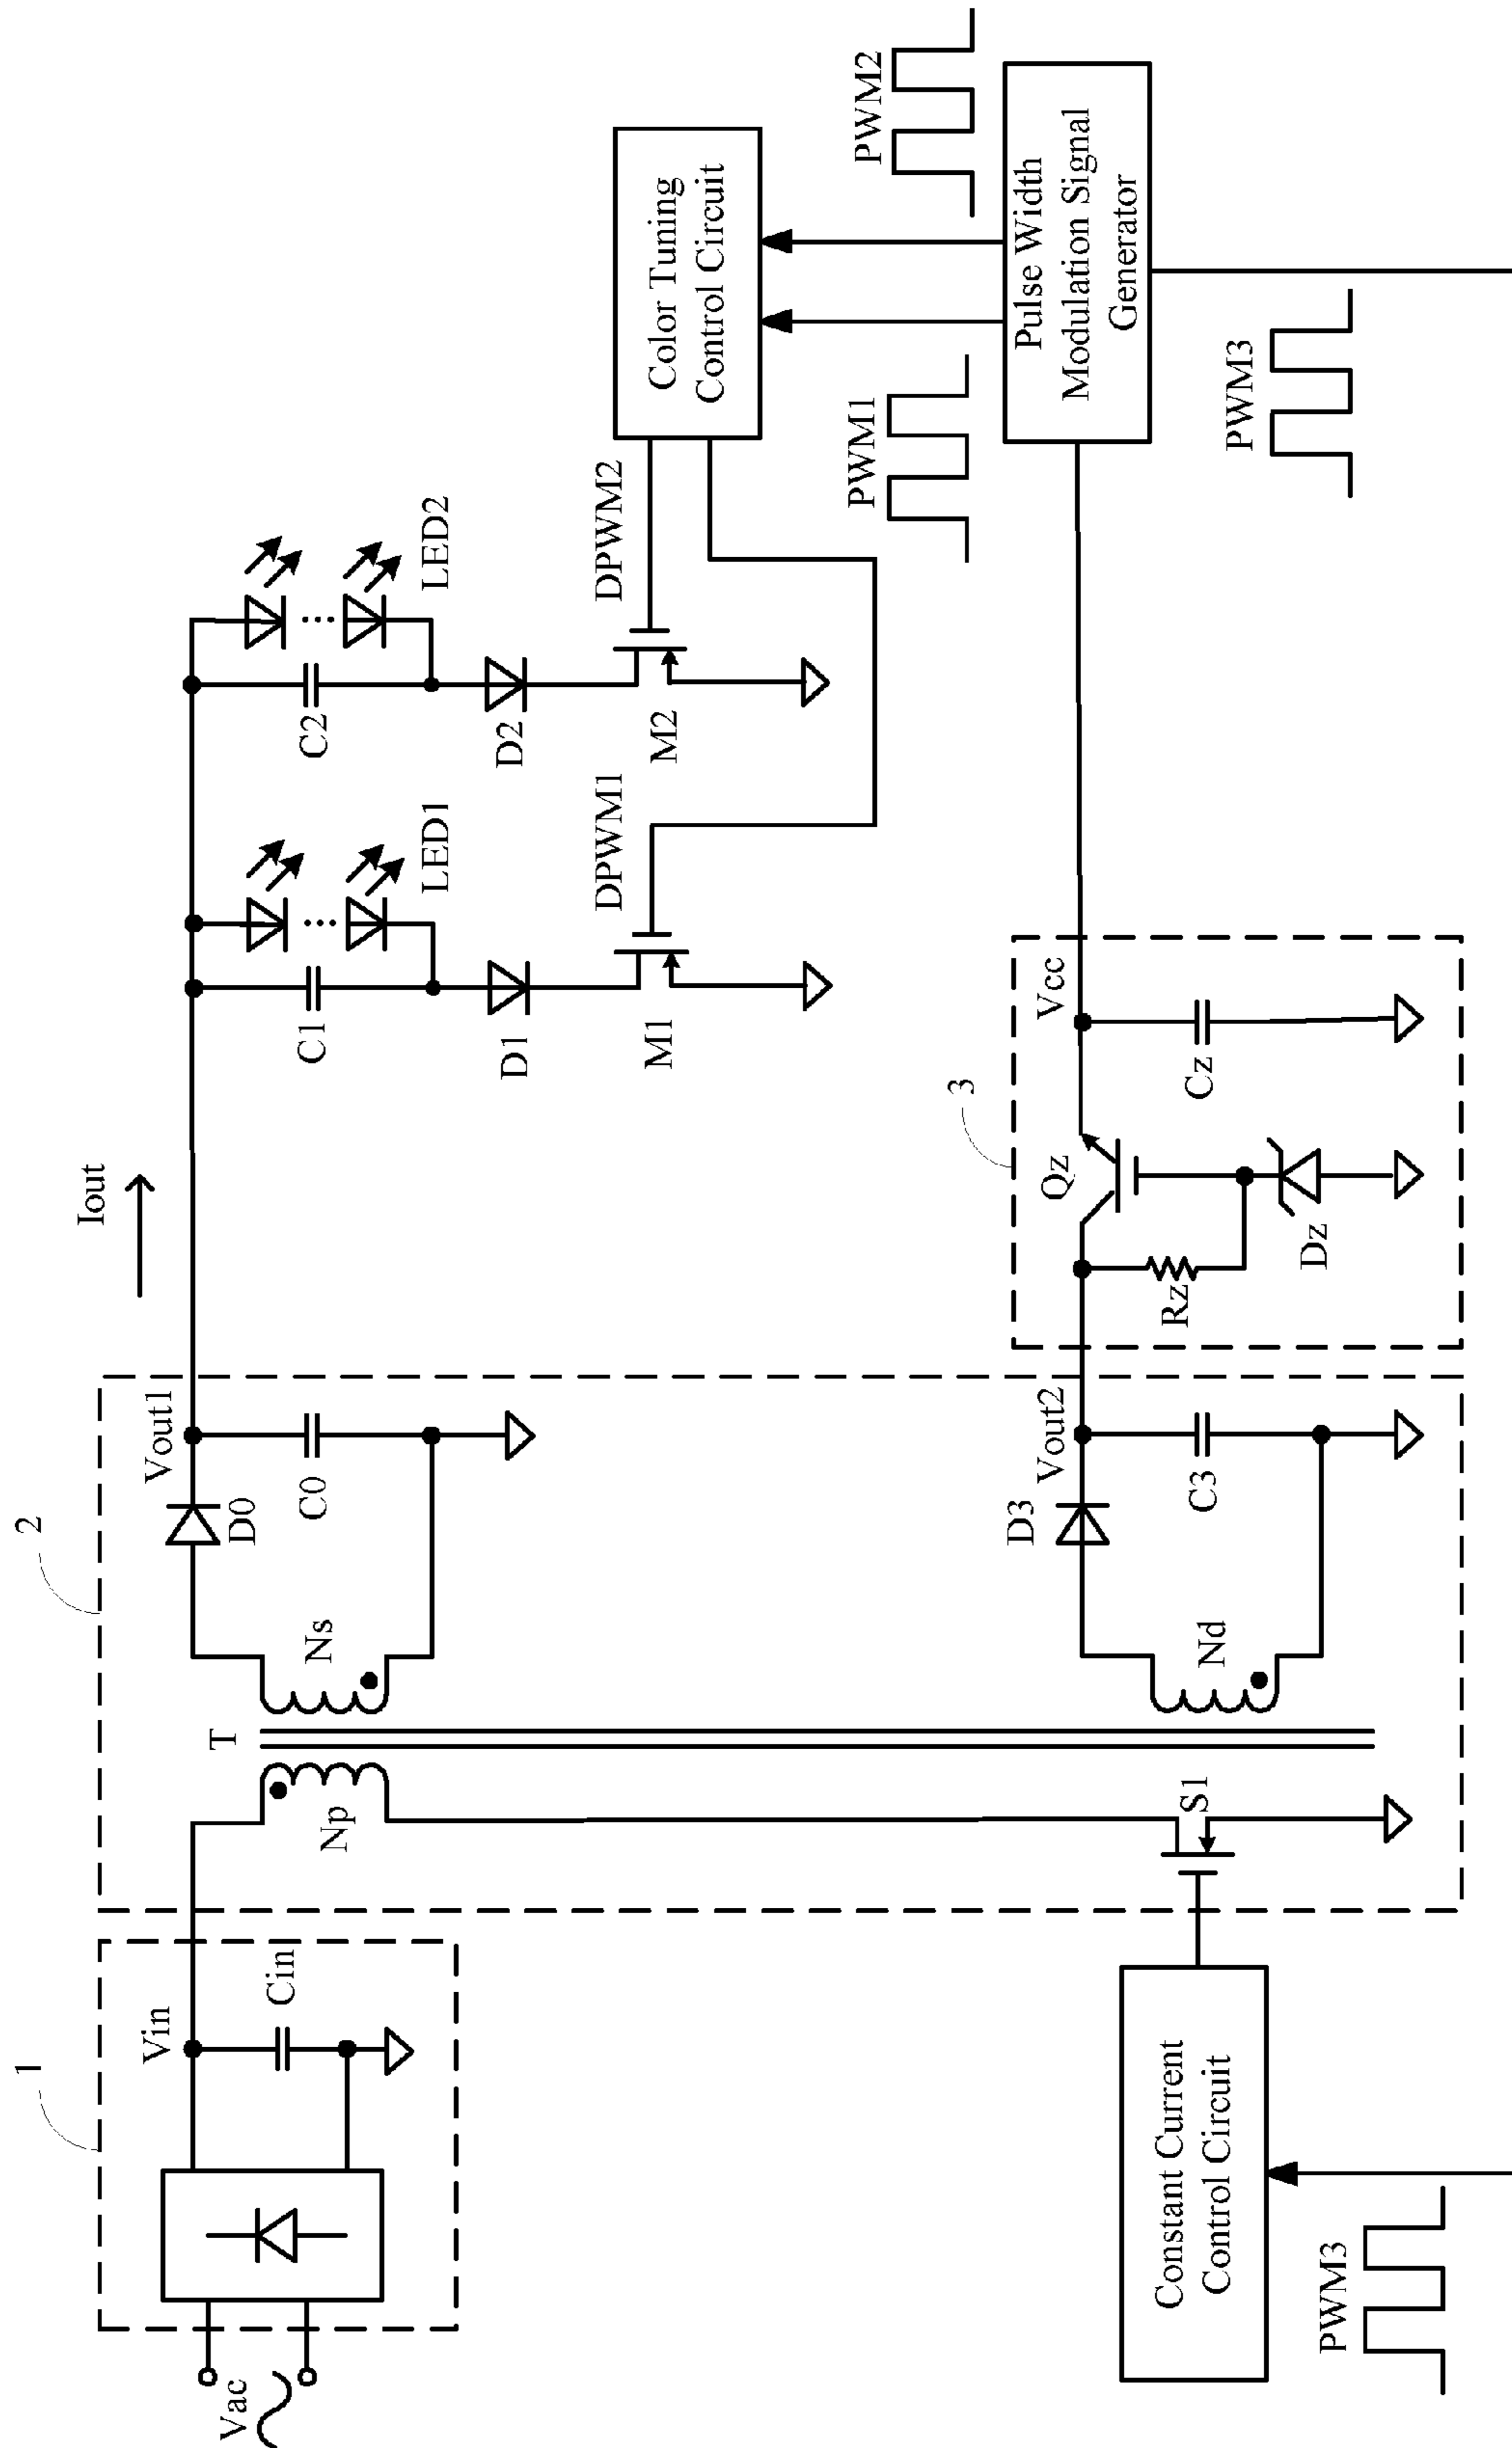 Vac
1
Vin
Cin
2
T
Np
Ns
D0
Vout1
C0
Iout
C1
LED1
D1
M1
DPWM1
C2
LED2
D2
M2
DPWM2
Color Tuning
Control Circuit
PWM1
PWM2
Pulse Width
Modulation Signal
Generator
PWM3
3
Vcc
Qz
Rz
Dz
Cz
Vout2
D3
C3
Nd
S1
Constant Current
Control Circuit
PWM3